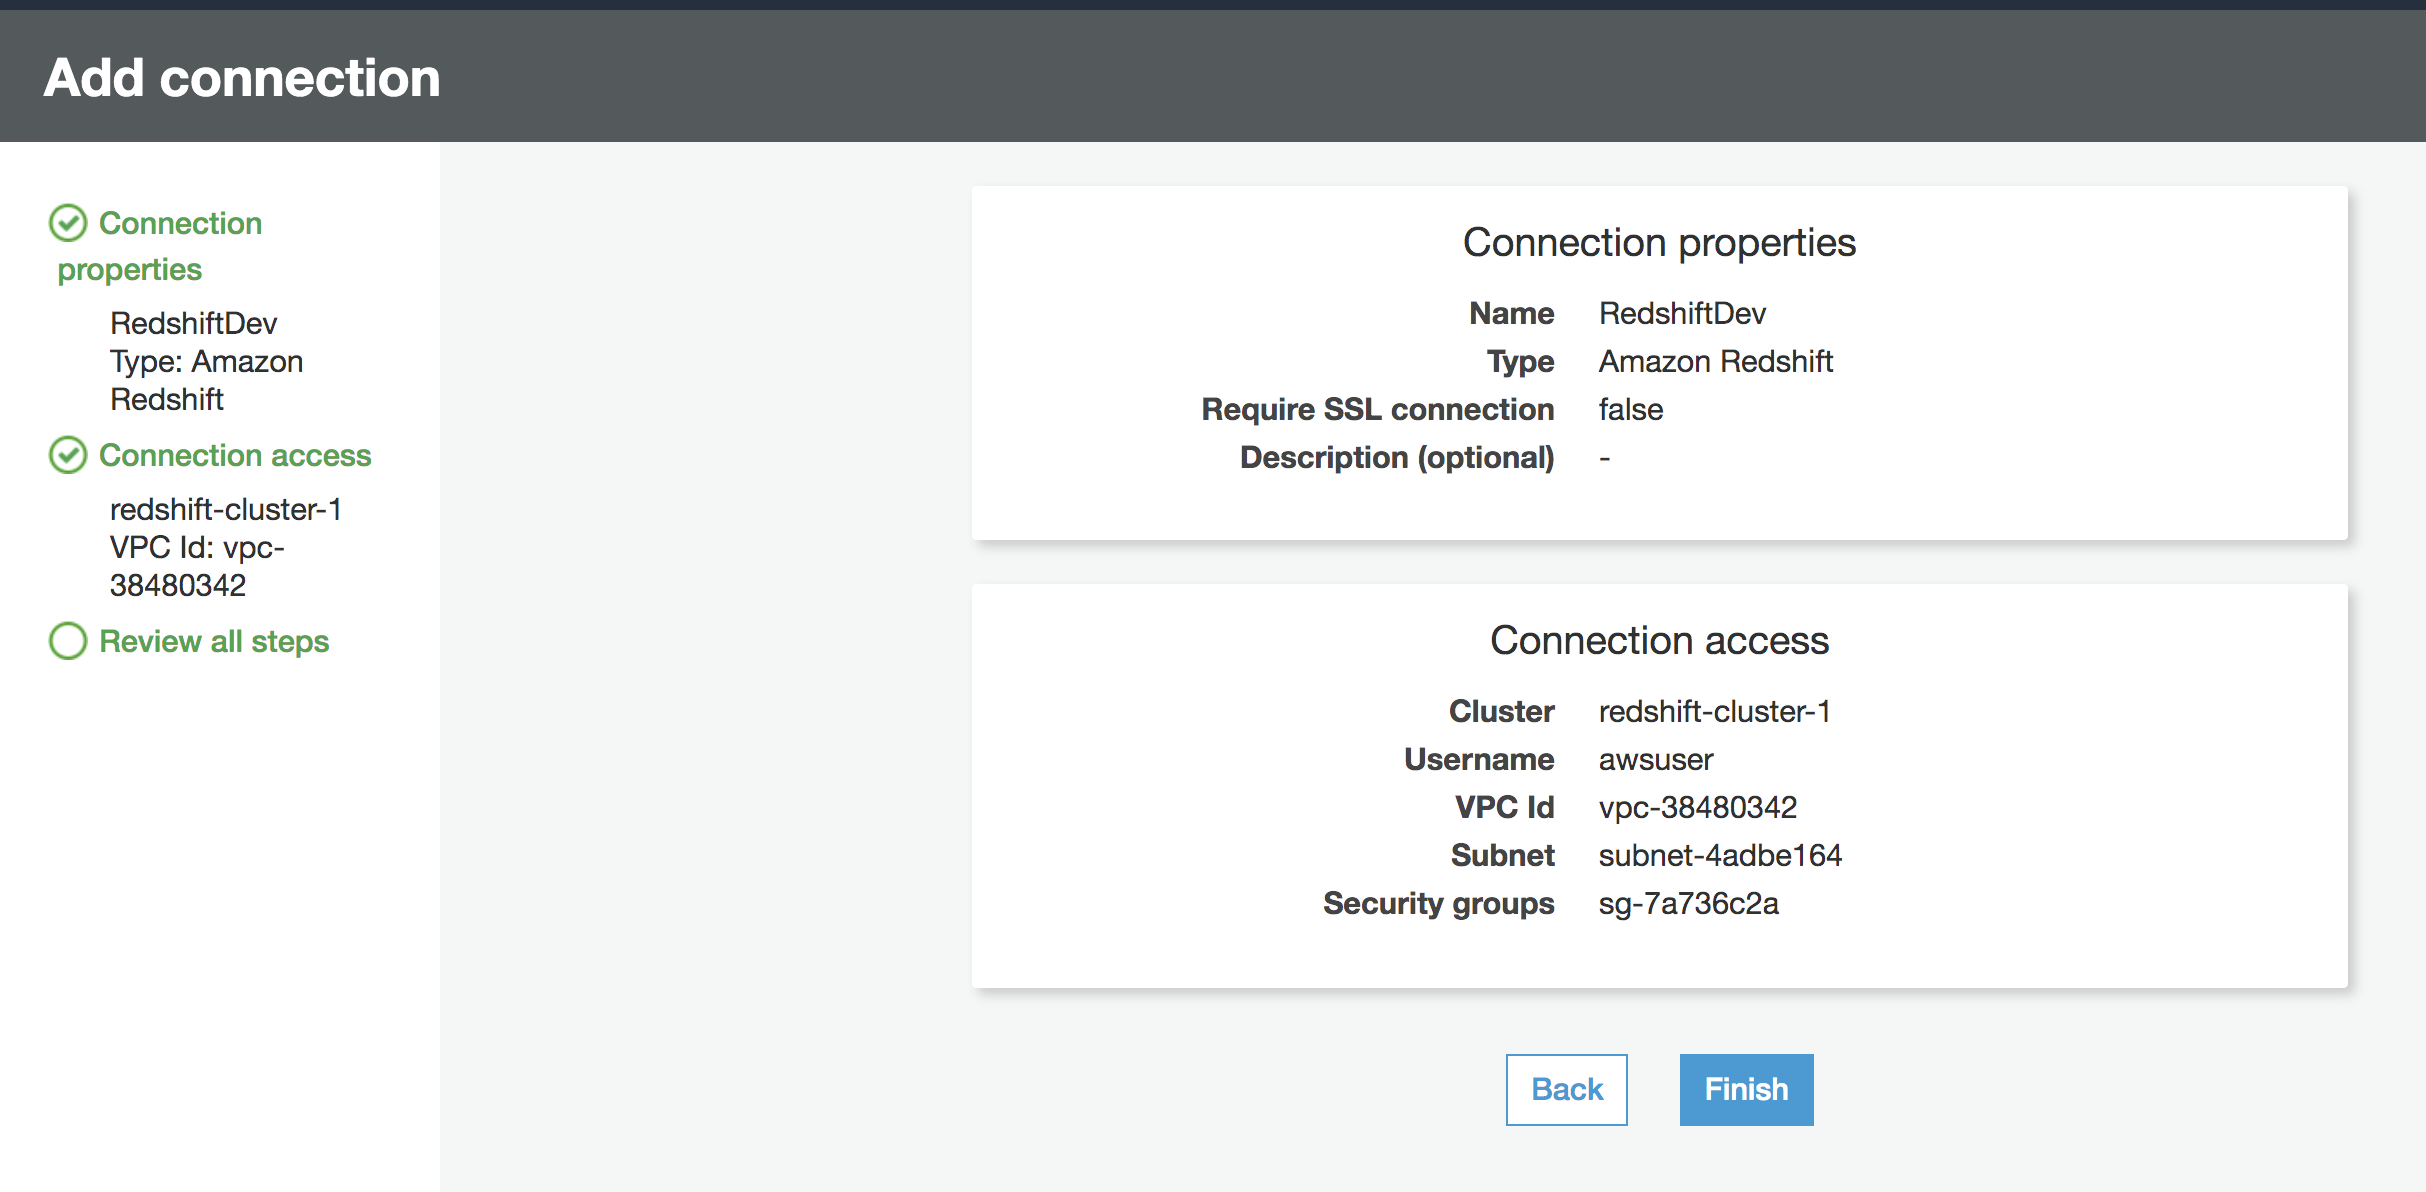 Add connection
Connection
properties
RedshiftDev
Type: Amazon
Redshift
Connection access
redshift-cluster-1
VPC Id: vpc-
38480342
Review all steps
Connection properties
Name RedshiftDev
Type Amazon Redshift
Require SSL connection false
Description (optional) -
Connection access
Cluster redshift-cluster-1
Username awsuser
VPC Id vpc-38480342
Subnet subnet-4adbe164
Security groups sg-7a736c2a
Back Finish